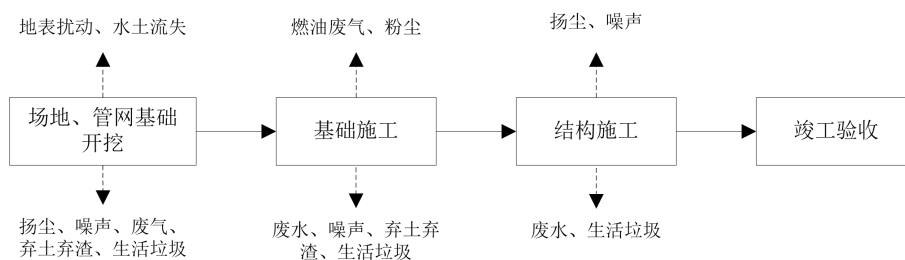 地表扰动、水土流失
燃油废气、粉尘
扬尘、噪声
场地、管网基础
开挖
基础施工
结构施工
竣工验收
扬尘、噪声、废气、
弃土弃渣、生活垃圾
废水、噪声、弃土弃
渣、生活垃圾
废水、生活垃圾